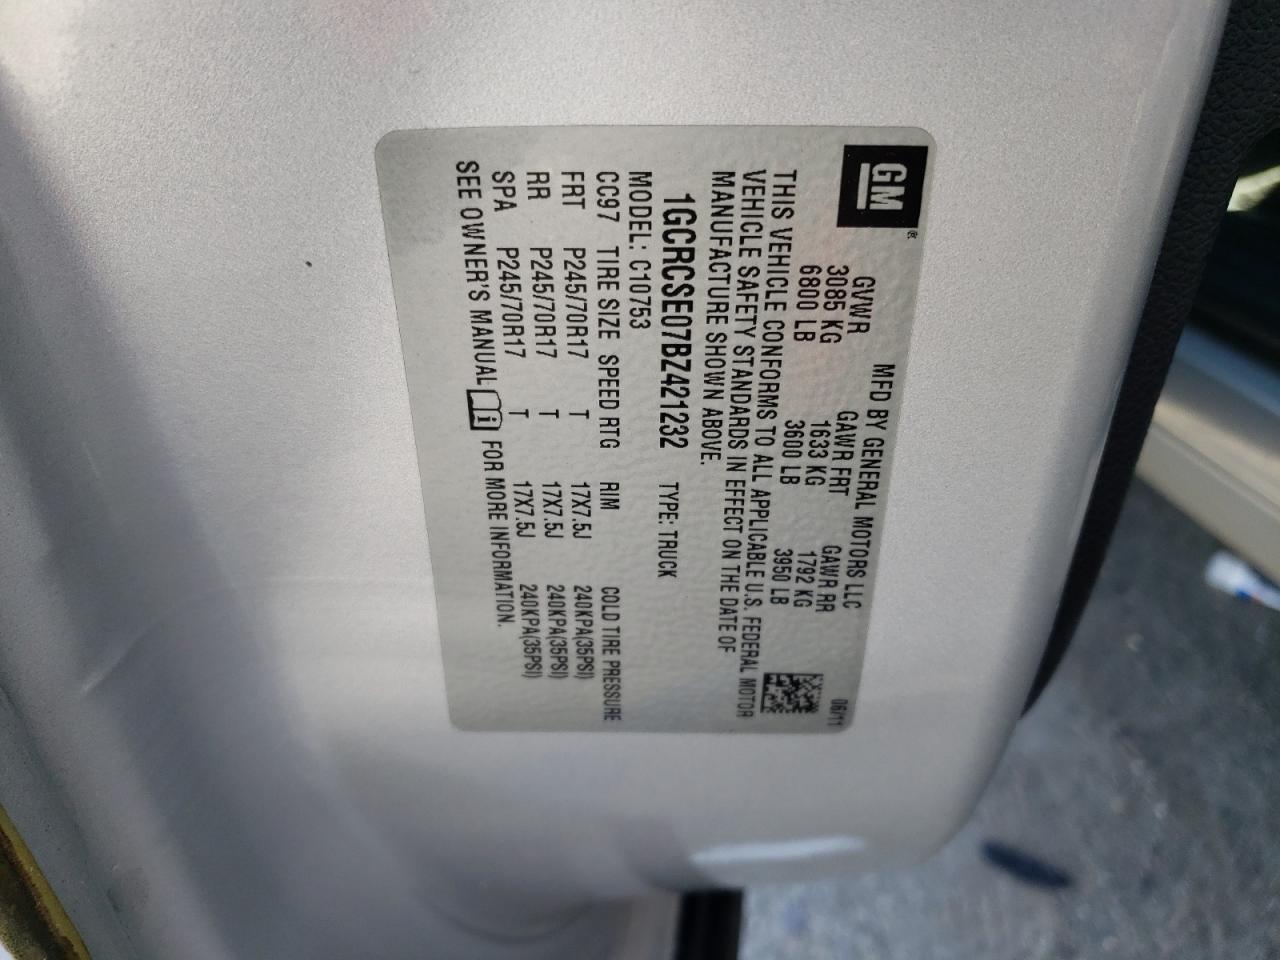 GM®
MFD BY GENERAL MOTORS LLC 06/11
GVWR GAWR FRT GAWR RR
3085 KG 1633 KG 1792 KG
6800 LB 3600 LB 3950 LB
THIS VEHICLE CONFORMS TO ALL APPLICABLE U.S. FEDERAL MOTOR
VEHICLE SAFETY STANDARDS IN EFFECT ON THE DATE OF
MANUFACTURE SHOWN ABOVE.
1GCRCSE07BZ421232 TYPE: TRUCK
MODEL: C10753
CC97 TIRE SIZE SPEED RTG RIM COLD TIRE PRESSURE
FRT P245/70R17 T 17X7.5J 240KPA(35PSI)
RR P245/70R17 T 17X7.5J 240KPA(35PSI)
SPA P245/70R17 T 17X7.5J 240KPA(35PSI)
SEE OWNER'S MANUAL i FOR MORE INFORMATION.